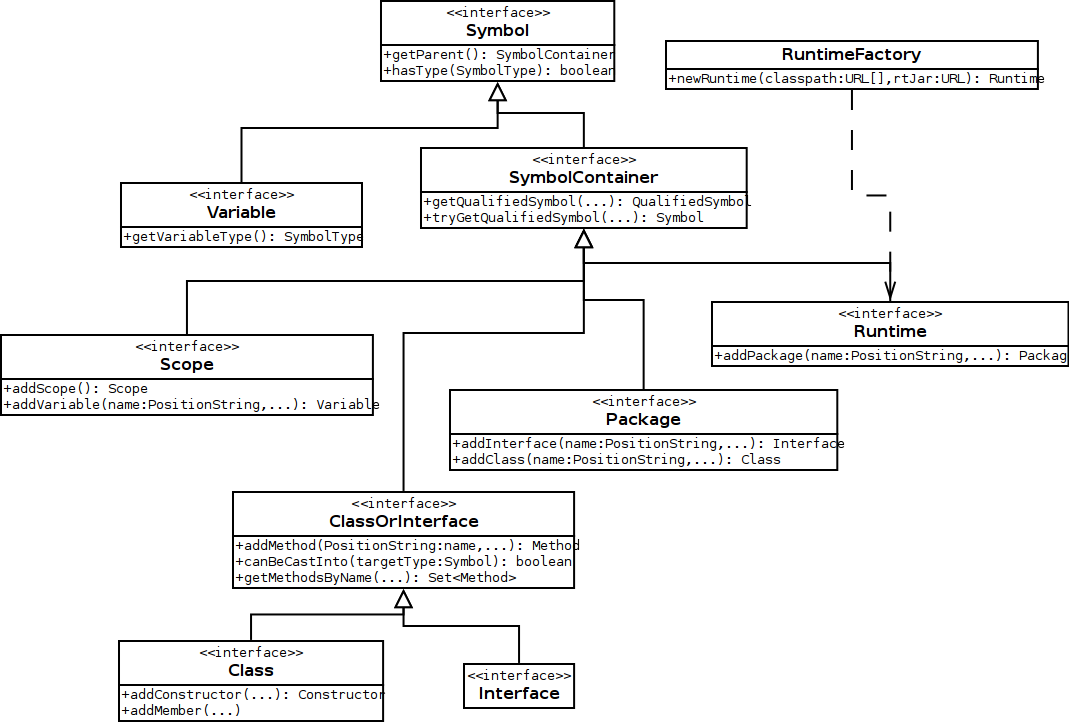 <<interface>>
Symbol
+getParent(): SymbolContainer
+hasType(SymbolType): boolean
RuntimeFactory
+newRuntime(classpath:URL[],rtJar:URL): Runtime
<<interface>>
SymbolContainer
+getQualifiedSymbol(...): QualifiedSymbol
+tryGetQualifiedSymbol(...): Symbol
<<interface>>
Variable
+getVariableType(): SymbolType
<<interface>>
Runtime
+addPackage(name:PositionString,...): Packag
<<interface>>
Scope
+addScope(): Scope
+addVariable(name:PositionString,...): Variable
<<interface>>
Package
+addInterface(name:PositionString,...): Interface
+addClass(name:PositionString,...): Class
<<interface>>
ClassOrInterface
+addMethod(PositionString:name,...): Method
+canBeCastInto(targetType:Symbol): boolean
+getMethodsByName(...): Set<Method>
<<interface>>
Class
+addConstructor(...): Constructor
+addMember(...)
<<interface>>
Interface